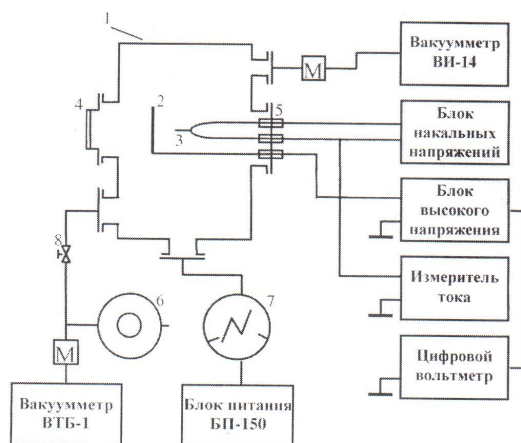 1
М
Вакуумметр
ВИ-14
4
2
3
5
Блок
накальных
напряжений
Блок
высокого
напряжения
8
6
7
Измеритель
тока
М
Цифровой
вольтметр
Вакуумметр
ВТБ-1
Блок питания
БП-150